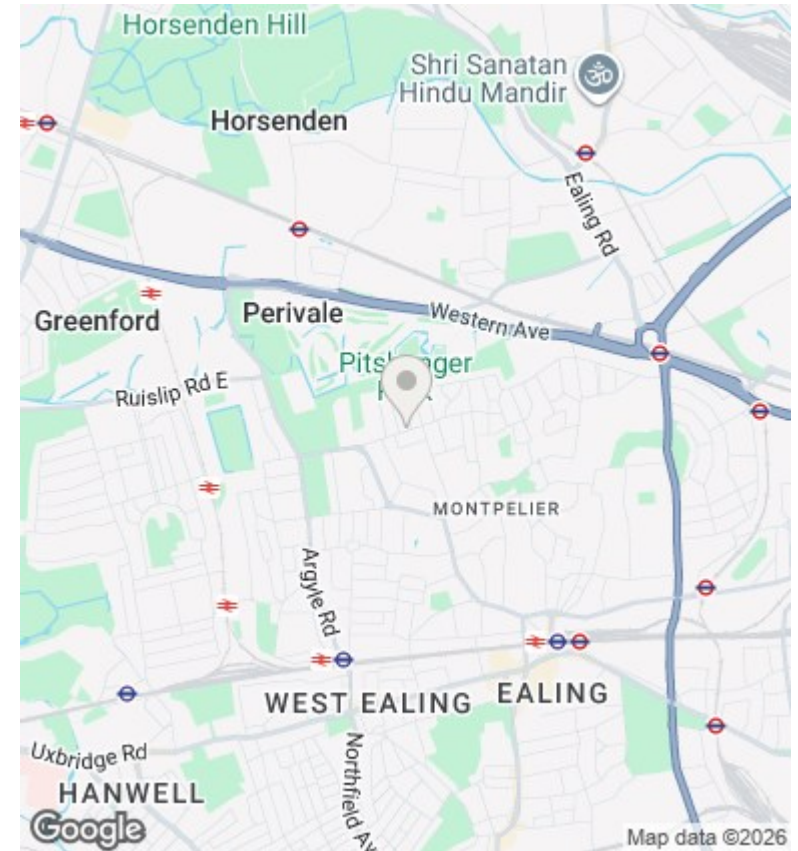 Horsenden Hill
Shri Sanatan
Hindu Mandir
Horsenden
Ealing Rd
Greenford
Perivale
Western Ave
Ruislip Rd E
MONTPELIER
Argyle Rd
WEST EALING
EALING
Uxbridge Rd
Northfield Av
HANWELL
Google
Map data ©2026